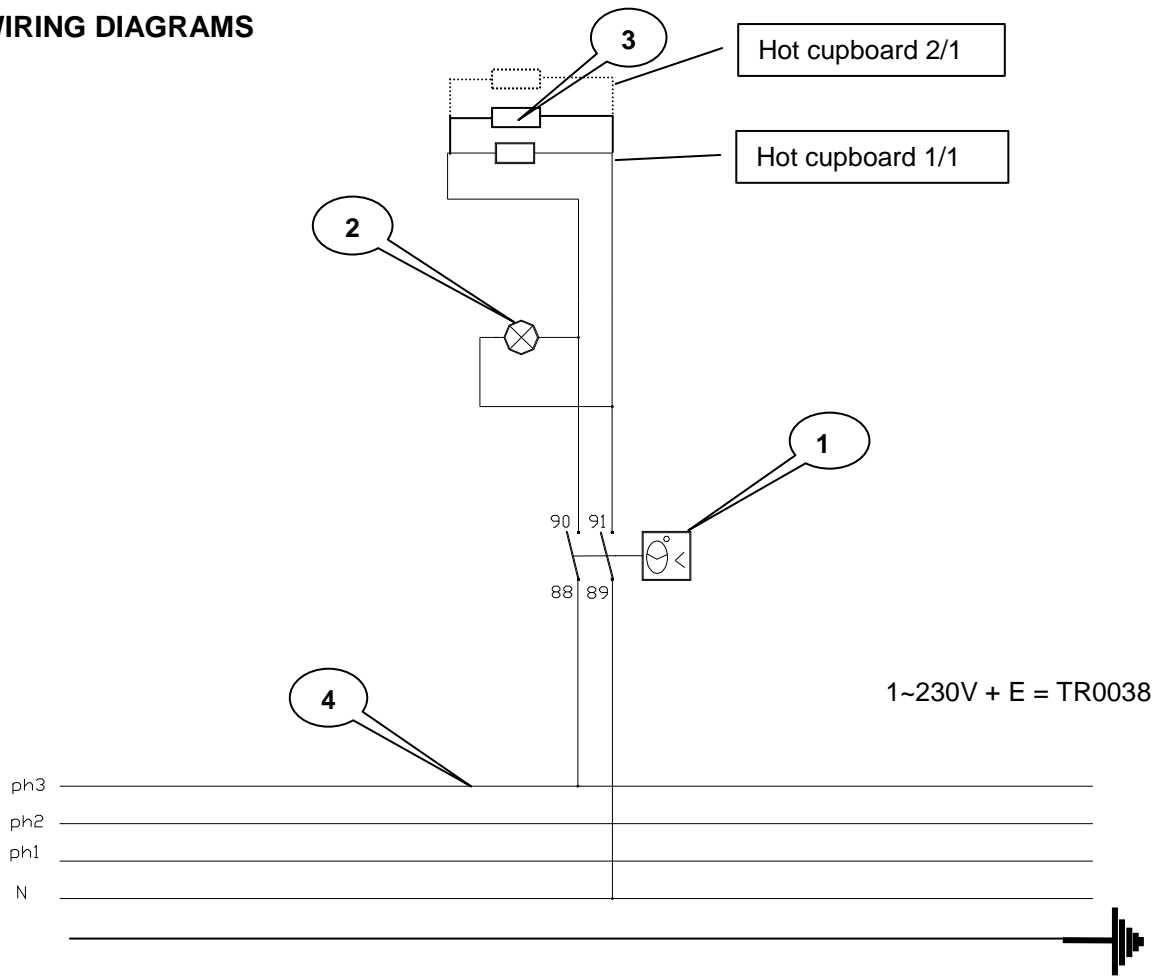 WIRING DIAGRAMS
3
Hot cupboard 2/1
Hot cupboard 1/1
2
1
90 91
88 89
1~230V + E = TR0038
4
ph3
ph2
ph1
N